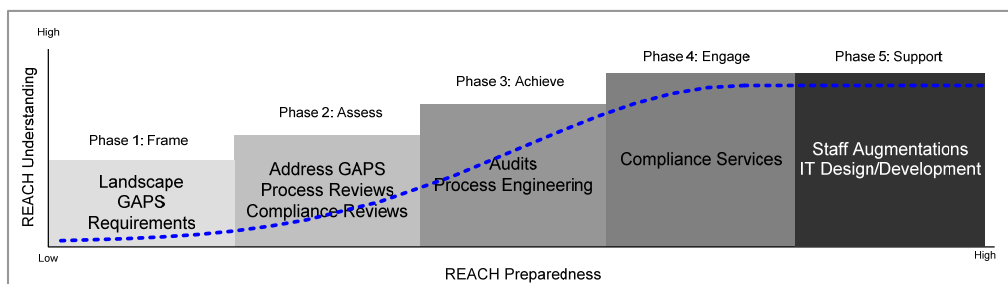 High
REACH Understanding
Phase 1: Frame
Landscape
GAPS
Requirements
Phase 2: Assess
Address GAPS
Process Reviews
Compliance Reviews
Phase 3: Achieve
Audits
Process Engineering
Phase 4: Engage
Compliance Services
Phase 5: Support
Staff Augmentations
IT Design/Development
Low
High
REACH Preparedness